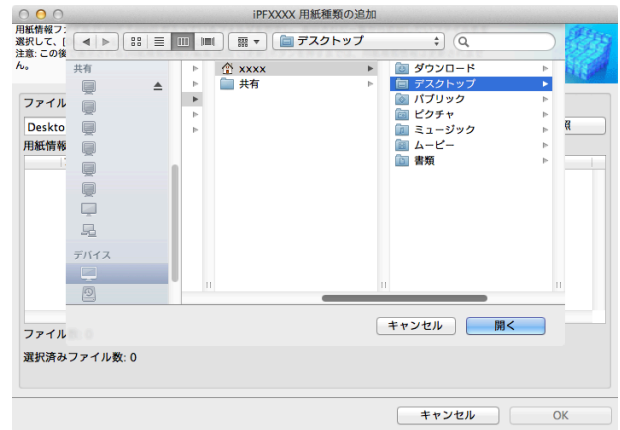 iPFXXXX 用紙種類の追加
用紙情報フ
選択して、[
注意: この後
ん。
デスクトップ
共有
デバイス
xxxx
共有
ダウンロード
デスクトップ
パブリック
ピクチャ
ミュージック
ムービー
書類
キャンセル
開く
ファイル
Deskto
用紙情報
ファイル
選択済みファイル数: 0
キャンセル
OK